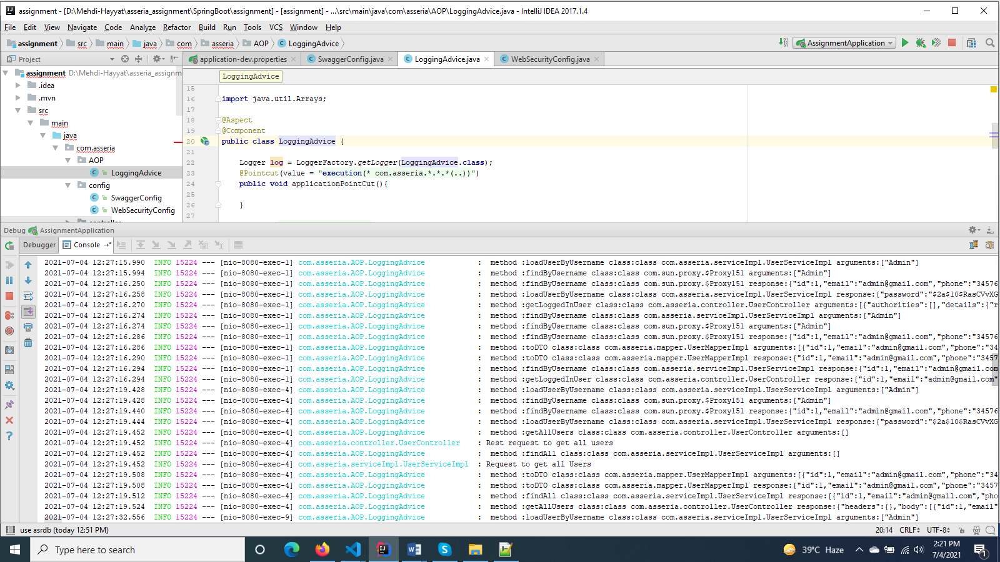 assignment - [D:\Mehdi-Hayyat\asseria_assignment\SpringBoot\assignment] - [assignment] - ...\src\main\java\com\asseria\AOP\LoggingAdvice.java - IntelliJ IDEA 2017.1.4
File Edit View Navigate Code Analyze Refactor Build Run Tools VCS Window Help
assignment src main java com asseria AOP LoggingAdvice AssignmentApplication
Project application-dev.properties SwaggerConfig.java LoggingAdvice.java WebSecurityConfig.java
assignment D:\Mehdi-Hayyat\asseria_assignm
.idea
.mvn
src
main
java
com.asseria
AOP
LoggingAdvice
config
SwaggerConfig
WebSecurityConfig
LoggingAdvice
15
16 import java.util.Arrays;
17
18 @Aspect
19 @Component
20 public class LoggingAdvice {
21
22 Logger log = LoggerFactory.getLogger(LoggingAdvice.class);
23 @Pointcut(value = "execution(* com.asseria.*.*.*(..))")
24 public void applicationPointCut(){
25
26 }
27
Debug AssignmentApplication
Debugger Console
2021-07-04 12:27:15.990 INFO 15224 --- [nio-8080-exec-1] com.asseria.AOP.LoggingAdvice : method :loadUserByUsername class:class com.asseria.serviceImpl.UserServiceImpl arguments:["Admin"]
2021-07-04 12:27:15.994 INFO 15224 --- [nio-8080-exec-1] com.asseria.AOP.LoggingAdvice : method :findByUsername class:class com.sun.proxy.$Proxy151 arguments:["Admin"]
2021-07-04 12:27:16.250 INFO 15224 --- [nio-8080-exec-1] com.asseria.AOP.LoggingAdvice : method :findByUsername class:class com.sun.proxy.$Proxy151 response:{"id":1,"email":"admin@gmail.com","phone":"34576
2021-07-04 12:27:16.258 INFO 15224 --- [nio-8080-exec-1] com.asseria.AOP.LoggingAdvice : method :loadUserByUsername class:class com.asseria.serviceImpl.UserServiceImpl response:{"password":"$2a$10$RasCVvXG
2021-07-04 12:27:16.270 INFO 15224 --- [nio-8080-exec-1] com.asseria.AOP.LoggingAdvice : method :getLoggedInUser class:class com.asseria.controller.UserController arguments:[{"authorities":[],"details":{"r
2021-07-04 12:27:16.274 INFO 15224 --- [nio-8080-exec-1] com.asseria.AOP.LoggingAdvice : method :findByUsername class:class com.asseria.serviceImpl.UserServiceImpl arguments:["Admin"]
2021-07-04 12:27:16.274 INFO 15224 --- [nio-8080-exec-1] com.asseria.AOP.LoggingAdvice : method :findByUsername class:class com.sun.proxy.$Proxy151 arguments:["Admin"]
2021-07-04 12:27:16.286 INFO 15224 --- [nio-8080-exec-1] com.asseria.AOP.LoggingAdvice : method :findByUsername class:class com.sun.proxy.$Proxy151 response:{"id":1,"email":"admin@gmail.com","phone":"34576
2021-07-04 12:27:16.286 INFO 15224 --- [nio-8080-exec-1] com.asseria.AOP.LoggingAdvice : method :toDTO class:class com.asseria.mapper.UserMapperImpl arguments:[{"id":1,"email":"admin@gmail.com","phone":"34
2021-07-04 12:27:16.290 INFO 15224 --- [nio-8080-exec-1] com.asseria.AOP.LoggingAdvice : method :toDTO class:class com.asseria.mapper.UserMapperImpl response:{"id":1,"email":"admin@gmail.com","phone":"3457
2021-07-04 12:27:16.294 INFO 15224 --- [nio-8080-exec-1] com.asseria.AOP.LoggingAdvice : method :findByUsername class:class com.asseria.serviceImpl.UserServiceImpl response:{"id":1,"email":"admin@gmail.com
2021-07-04 12:27:16.294 INFO 15224 --- [nio-8080-exec-1] com.asseria.AOP.LoggingAdvice : method :getLoggedInUser class:class com.asseria.controller.UserController response:{"id":1,"email":"admin@gmail.com"
2021-07-04 12:27:19.428 INFO 15224 --- [nio-8080-exec-4] com.asseria.AOP.LoggingAdvice : method :loadUserByUsername class:class com.asseria.serviceImpl.UserServiceImpl arguments:["Admin"]
2021-07-04 12:27:19.428 INFO 15224 --- [nio-8080-exec-4] com.asseria.AOP.LoggingAdvice : method :findByUsername class:class com.sun.proxy.$Proxy151 arguments:["Admin"]
2021-07-04 12:27:19.440 INFO 15224 --- [nio-8080-exec-4] com.asseria.AOP.LoggingAdvice : method :findByUsername class:class com.sun.proxy.$Proxy151 response:{"id":1,"email":"admin@gmail.com","phone":"34576
2021-07-04 12:27:19.444 INFO 15224 --- [nio-8080-exec-4] com.asseria.AOP.LoggingAdvice : method :loadUserByUsername class:class com.asseria.serviceImpl.UserServiceImpl response:{"password":"$2a$10$RasCVvXG
2021-07-04 12:27:19.452 INFO 15224 --- [nio-8080-exec-4] com.asseria.AOP.LoggingAdvice : method :getAllUsers class:class com.asseria.controller.UserController arguments:[]
2021-07-04 12:27:19.452 INFO 15224 --- [nio-8080-exec-4] com.asseria.controller.UserController : Rest request to get all users
2021-07-04 12:27:19.452 INFO 15224 --- [nio-8080-exec-4] com.asseria.AOP.LoggingAdvice : method :findAll class:class com.asseria.serviceImpl.UserServiceImpl arguments:[]
2021-07-04 12:27:19.452 INFO 15224 --- [nio-8080-exec-4] com.asseria.serviceImpl.UserServiceImpl : Request to get all Users
2021-07-04 12:27:19.508 INFO 15224 --- [nio-8080-exec-4] com.asseria.AOP.LoggingAdvice : method :toDTO class:class com.asseria.mapper.UserMapperImpl arguments:[{"id":1,"email":"admin@gmail.com","phone":"34
2021-07-04 12:27:19.508 INFO 15224 --- [nio-8080-exec-4] com.asseria.AOP.LoggingAdvice : method :toDTO class:class com.asseria.mapper.UserMapperImpl response:{"id":1,"email":"admin@gmail.com","phone":"3457
2021-07-04 12:27:19.512 INFO 15224 --- [nio-8080-exec-4] com.asseria.AOP.LoggingAdvice : method :findAll class:class com.asseria.serviceImpl.UserServiceImpl response:[{"id":1,"email":"admin@gmail.com","pho
2021-07-04 12:27:19.524 INFO 15224 --- [nio-8080-exec-4] com.asseria.AOP.LoggingAdvice : method :getAllUsers class:class com.asseria.controller.UserController response:{"headers":{},"body":[{"id":1,"email"
2021-07-04 12:27:32.556 INFO 15224 --- [nio-8080-exec-9] com.asseria.AOP.LoggingAdvice : method :loadUserByUsername class:class com.asseria.serviceImpl.UserServiceImpl arguments:["Admin"]
use asrdb (today 12:51 PM) 20:14 CRLF UTF-8
Type here to search 39°C Haze 2:21 PM
7/4/2021
1